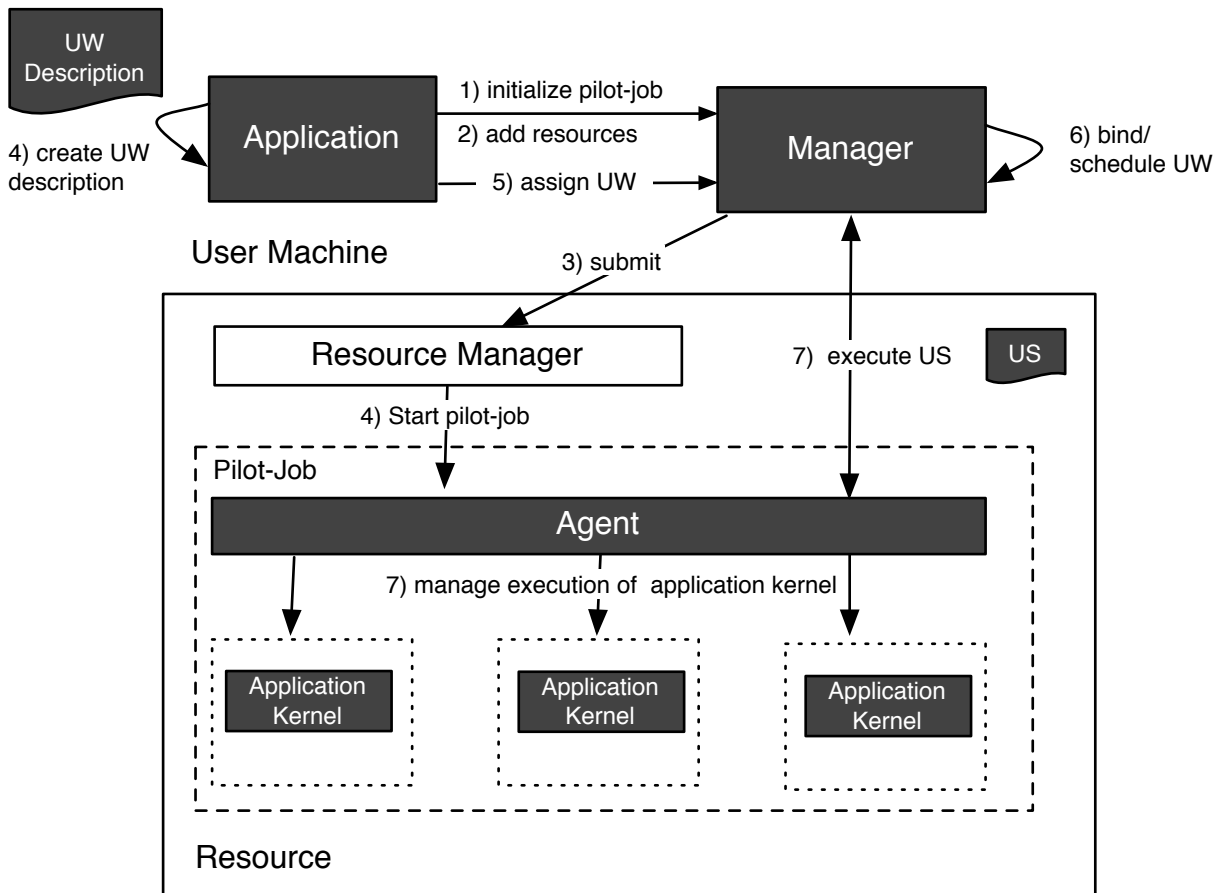 UW
Description
Application
1) initialize pilot-job
2) add resources
5) assign UW
Manager
4) create UW
description
6) bind/
schedule UW
User Machine
3) submit
Resource Manager
7)  execute US
US
4) Start pilot-job
Pilot-Job
Agent
7) manage execution of  application kernel
Application
Kernel
Application
Kernel
Application
Kernel
Resource